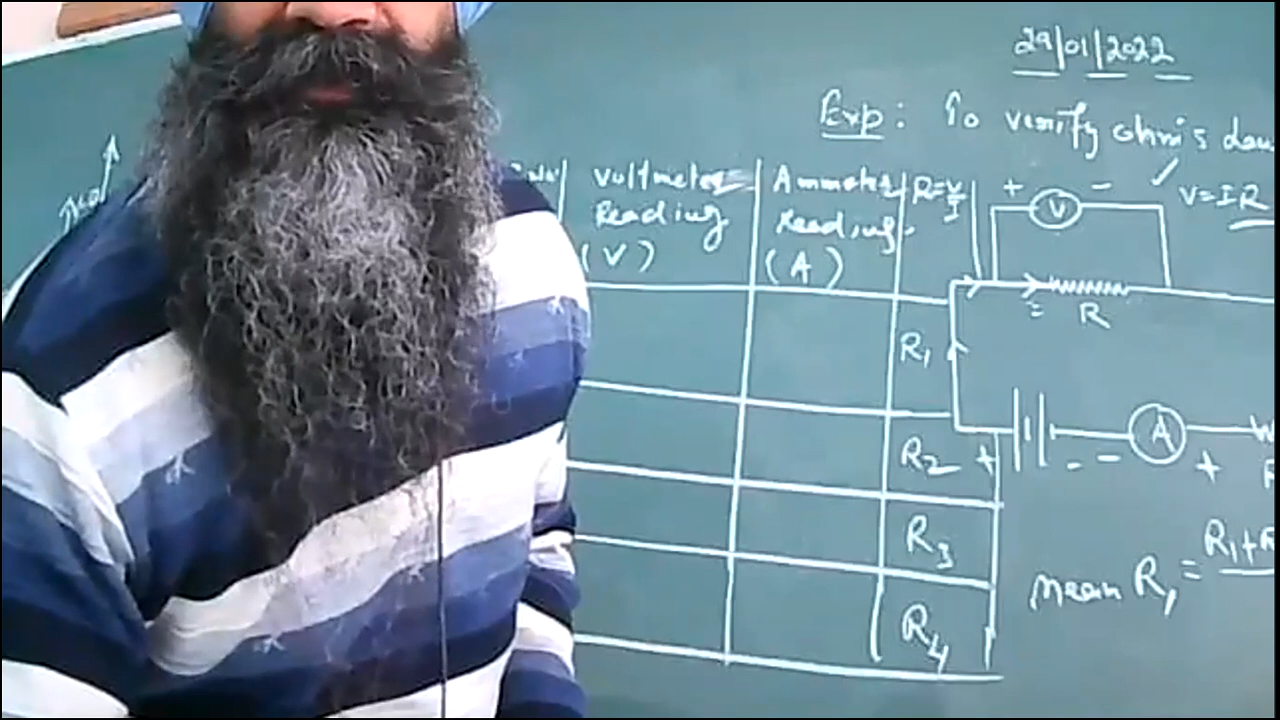 29/01/2022
Exp: To verify ohm's Law
Voltmeter
Reading
(V)
Ammeter
Reading
(A)
R=V/I
+ V -
V=IR
R
R1
R2
R3
R4
+ - - A +
Mean R1 = R1+R